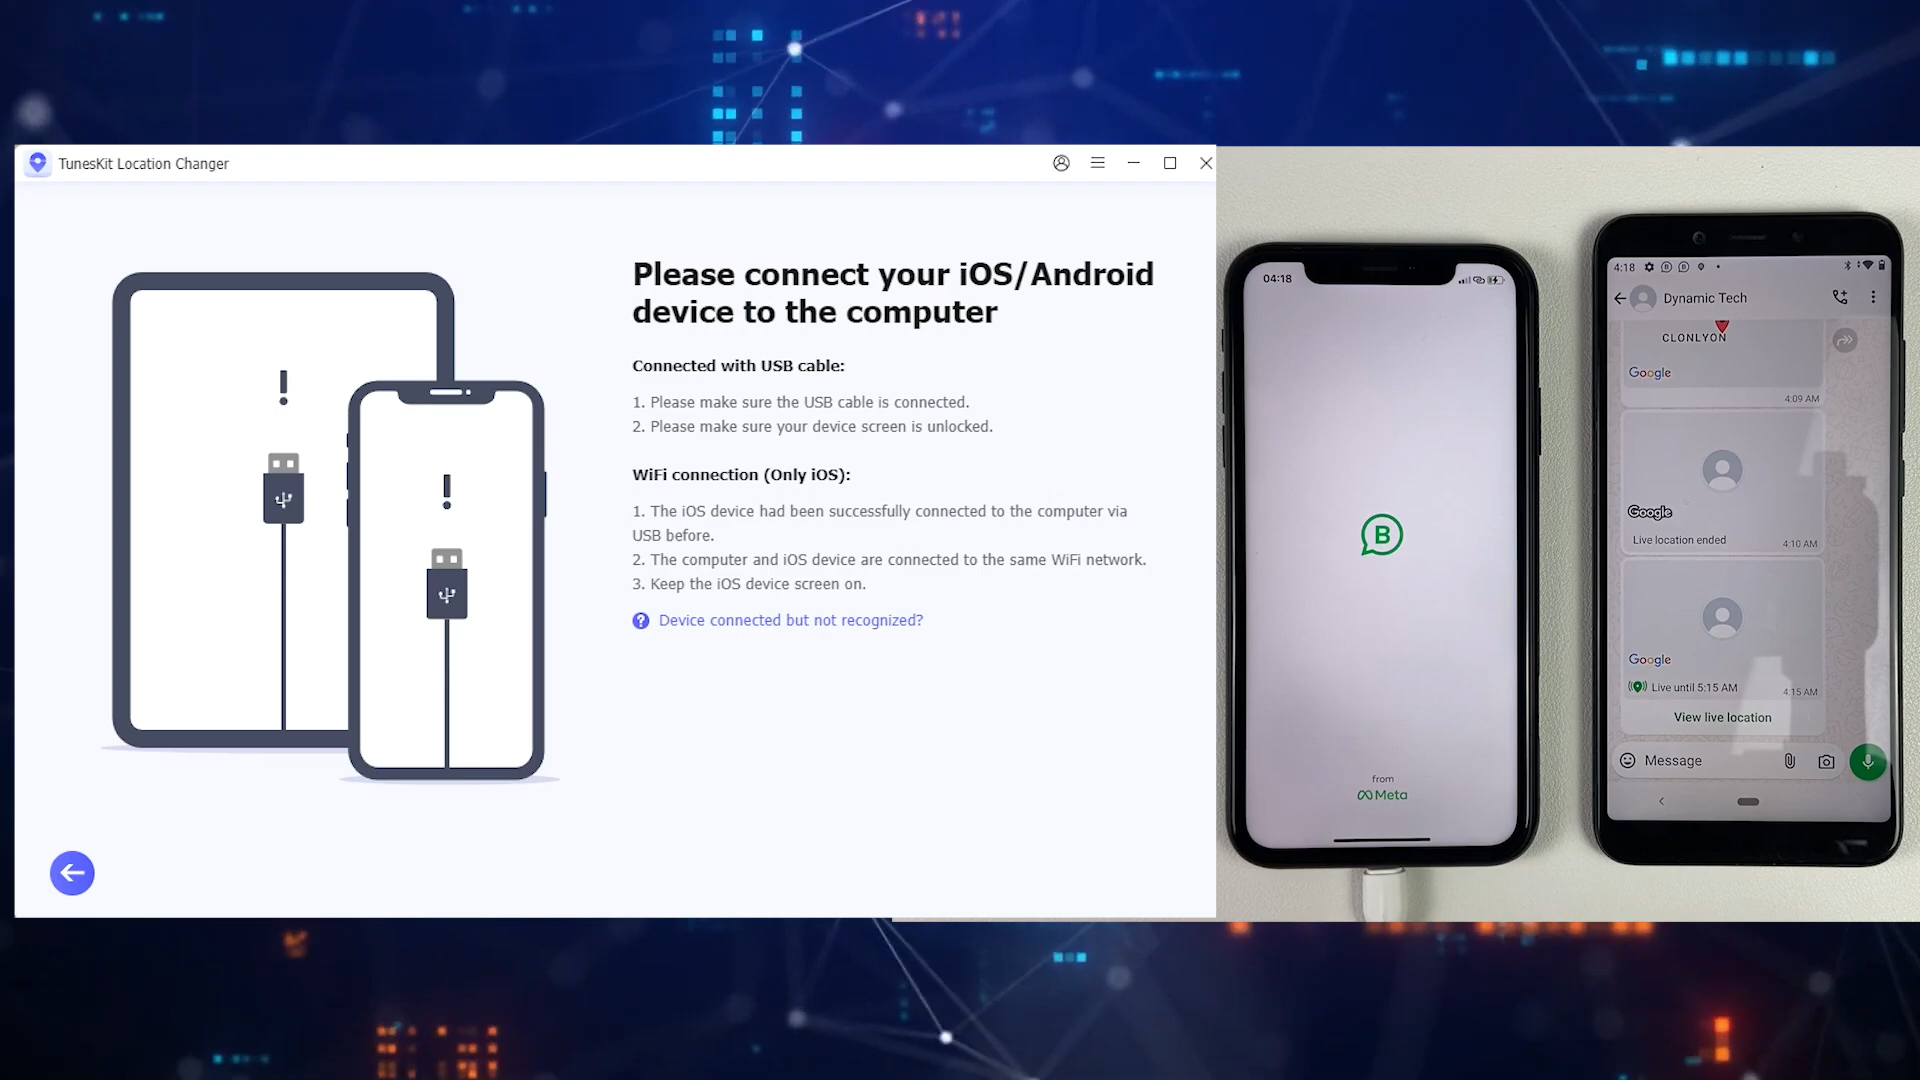 TunesKit Location Changer
Please connect your iOS/Android
device to the computer
Connected with USB cable:
1. Please make sure the USB cable is connected.
2. Please make sure your device screen is unlocked.
WiFi connection (Only iOS):
1. The iOS device had been successfully connected to the computer via
USB before.
2. The computer and iOS device are connected to the same WiFi network.
3. Keep the iOS device screen on.
? Device connected but not recognized?
04:18
B
from
Meta
4:18
Dynamic Tech
CLONLYON
Google
4:09 AM
Google
Live location ended
4:10 AM
Google
Live until 5:15 AM
4:15 AM
View live location
Message